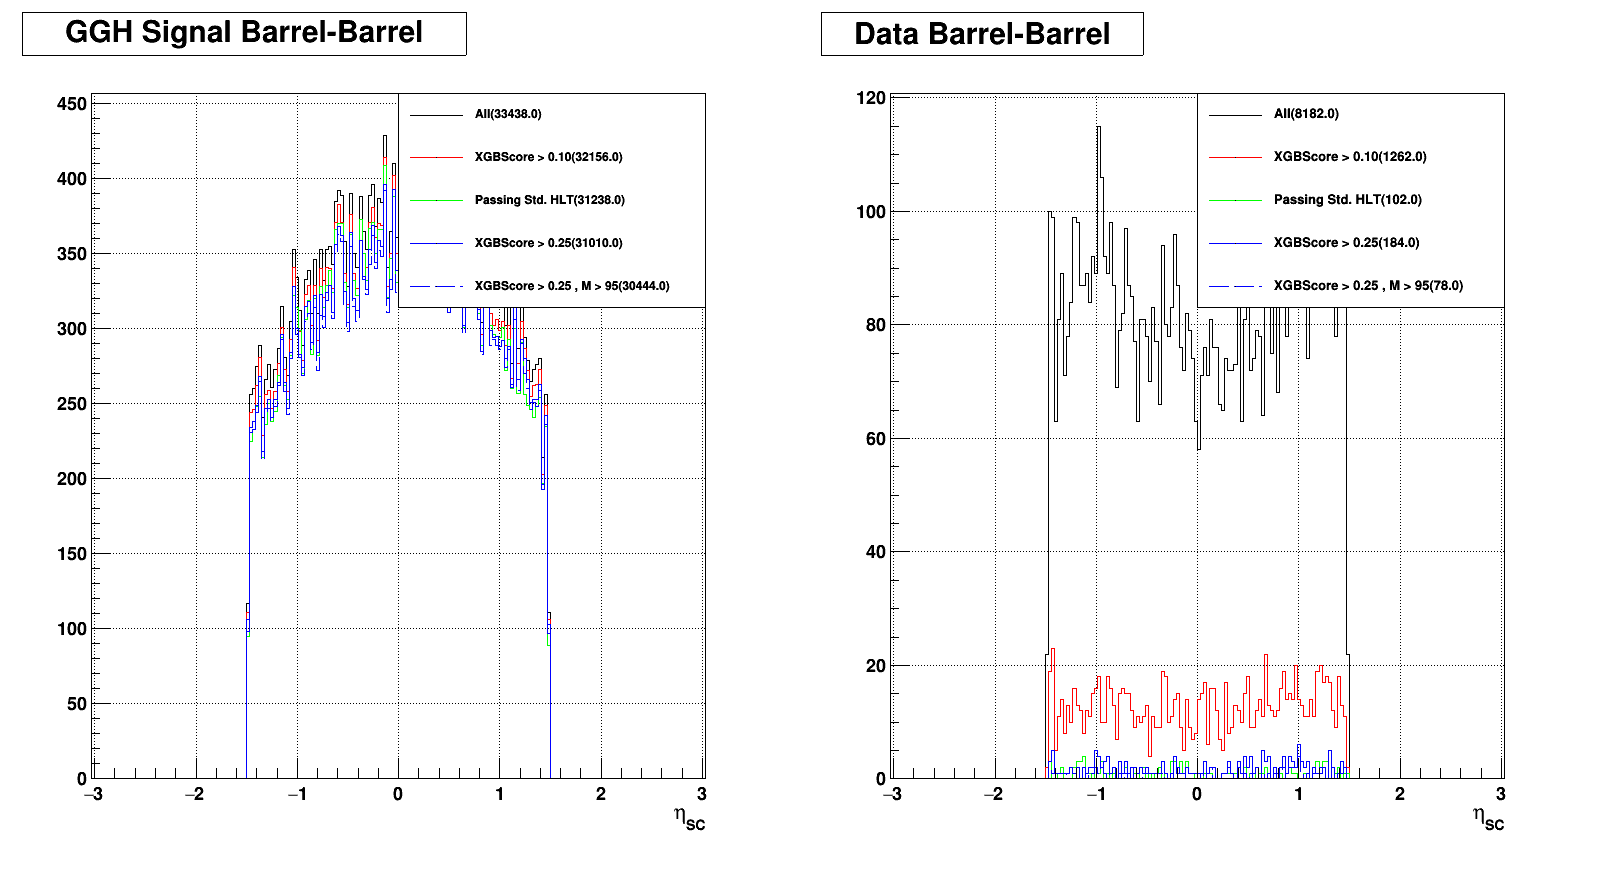 GGH Signal Barrel-Barrel
450
400
350
300
250
200
150
100
50
0
−3
−2
−1
0
1
2
3
ηSC
All(33438.0)
XGBScore > 0.10(32156.0)
Passing Std. HLT(31238.0)
XGBScore > 0.25(31010.0)
XGBScore > 0.25 , M > 95(30444.0)
Data Barrel-Barrel
120
100
80
60
40
20
0
−3
−2
−1
0
1
2
3
ηSC
All(8182.0)
XGBScore > 0.10(1262.0)
Passing Std. HLT(102.0)
XGBScore > 0.25(184.0)
XGBScore > 0.25 , M > 95(78.0)